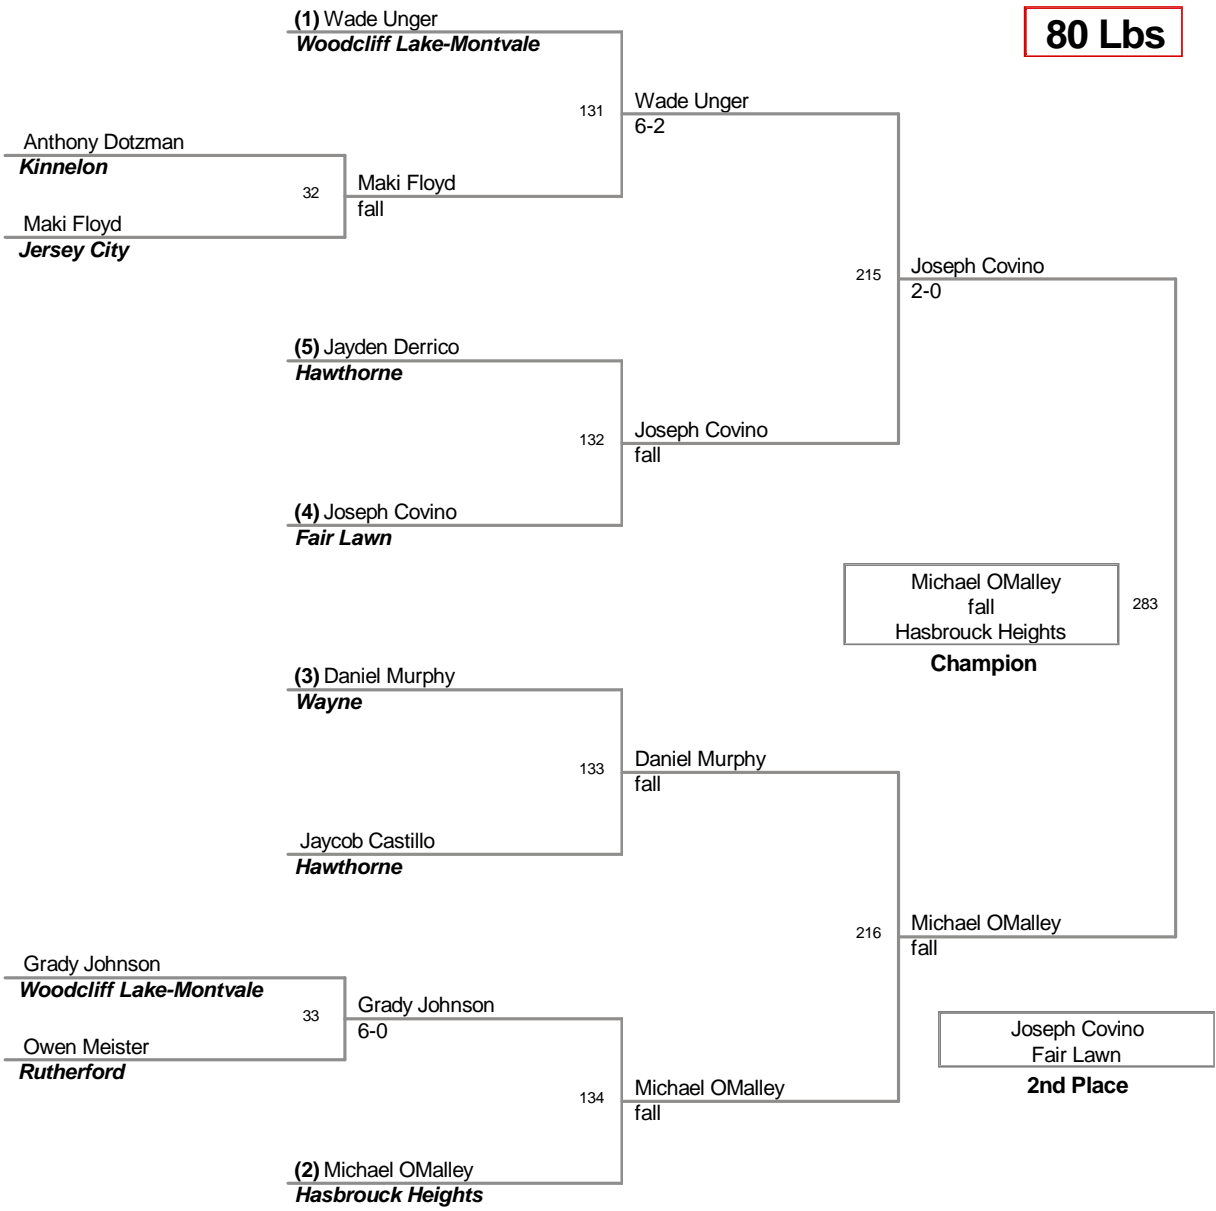 (1) Wade Unger
Woodcliff Lake-Montvale
80 Lbs
131
Wade Unger
6-2
Anthony Dotzman
Kinnelon
32
Maki Floyd
fall
Maki Floyd
Jersey City
215
Joseph Covino
2-0
(5) Jayden Derrico
Hawthorne
132
Joseph Covino
fall
(4) Joseph Covino
Fair Lawn
Michael OMalley
fall
Hasbrouck Heights
283
Champion
(3) Daniel Murphy
Wayne
133
Daniel Murphy
fall
Jaycob Castillo
Hawthorne
216
Michael OMalley
fall
Grady Johnson
Woodcliff Lake-Montvale
33
Grady Johnson
6-0
Owen Meister
Rutherford
Joseph Covino
Fair Lawn
2nd Place
134
Michael OMalley
fall
(2) Michael OMalley
Hasbrouck Heights